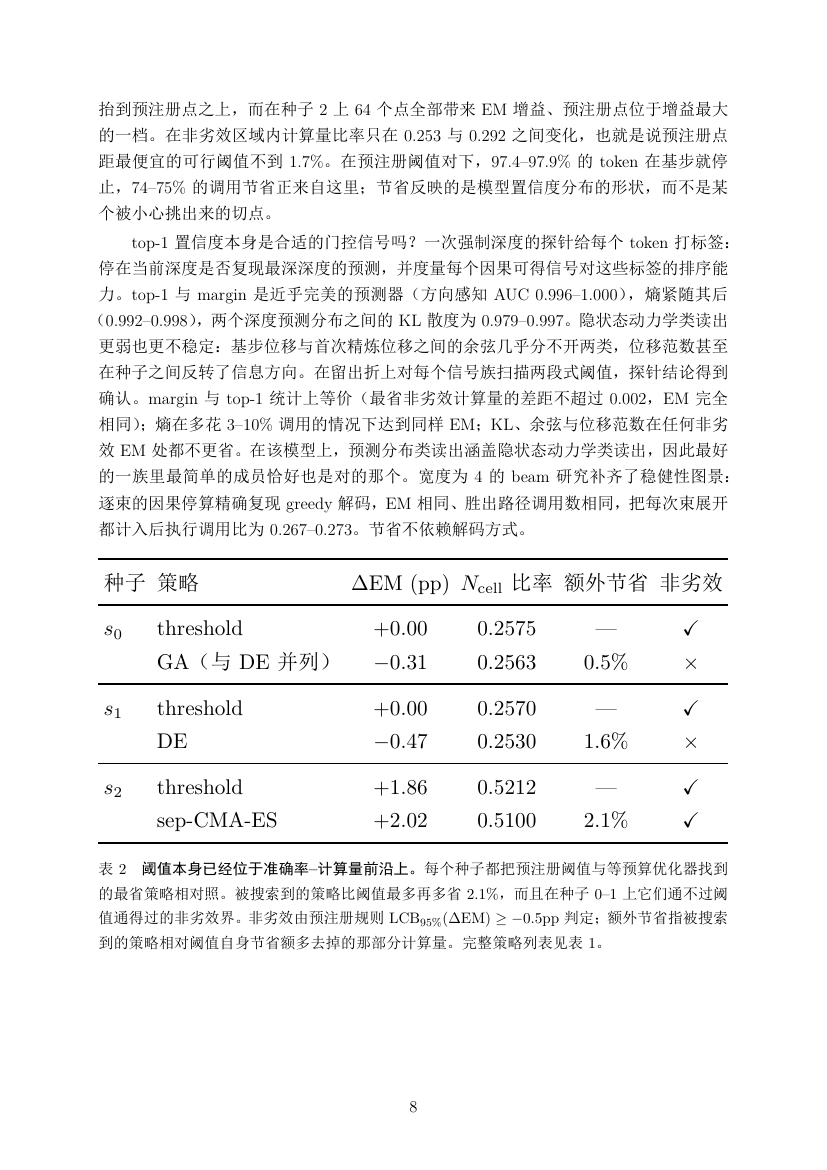 抬到预注册点之上，而在种子 2 上 64 个点全部带来 EM 增益、预注册点位于增益最大
的一档。在非劣效区域内计算量比率只在 0.253 与 0.292 之间变化，也就是说预注册点
距最便宜的可行阈值不到 1.7%。在预注册阈值对下，97.4–97.9% 的 token 在基步就停
止，74–75% 的调用节省正来自这里；节省反映的是模型置信度分布的形状，而不是某
个被小心挑出来的切点。
top-1 置信度本身是合适的门控信号吗？一次强制深度的探针给每个 token 打标签：
停在当前深度是否复现最深深度的预测，并度量每个因果可得信号对这些标签的排序能
力。top-1 与 margin 是近乎完美的预测器（方向感知 AUC 0.996–1.000），熵紧随其后
（0.992–0.998），两个深度预测分布之间的 KL 散度为 0.979–0.997。隐状态动力学类读出
更弱也更不稳定：基步位移与首次精炼位移之间的余弦几乎分不开两类，位移范数甚至
在种子之间反转了信息方向。在留出折上对每个信号族扫描两段式阈值，探针结论得到
确认。margin 与 top-1 统计上等价（最省非劣效计算量的差距不超过 0.002，EM 完全
相同）；熵在多花 3–10% 调用的情况下达到同样 EM；KL、余弦与位移范数在任何非劣
效 EM 处都不更省。在该模型上，预测分布类读出涵盖隐状态动力学类读出，因此最好
的一族里最简单的成员恰好也是对的那个。宽度为 4 的 beam 研究补齐了稳健性图景：
逐束的因果停算精确复现 greedy 解码，EM 相同、胜出路径调用数相同，把每次束展开
都计入后执行调用比为 0.267–0.273。节省不依赖解码方式。
种子 策略 ΔEM (pp) N_cell 比率 额外节省 非劣效
s_0 threshold +0.00 0.2575 — ✓
GA（与 DE 并列） −0.31 0.2563 0.5% ×
s_1 threshold +0.00 0.2570 — ✓
DE −0.47 0.2530 1.6% ×
s_2 threshold +1.86 0.5212 — ✓
sep-CMA-ES +2.02 0.5100 2.1% ✓
表 2 阈值本身已经位于准确率–计算量前沿上。每个种子都把预注册阈值与等预算优化器找到
的最省策略相对照。被搜索到的策略比阈值最多再多省 2.1%，而且在种子 0–1 上它们通不过阈
值通得过的非劣效界。非劣效由预注册规则 LCB_95%(ΔEM) ≥ −0.5pp 判定；额外节省指被搜索
到的策略相对阈值自身节省额多去掉的那部分计算量。完整策略列表见表 1。
8